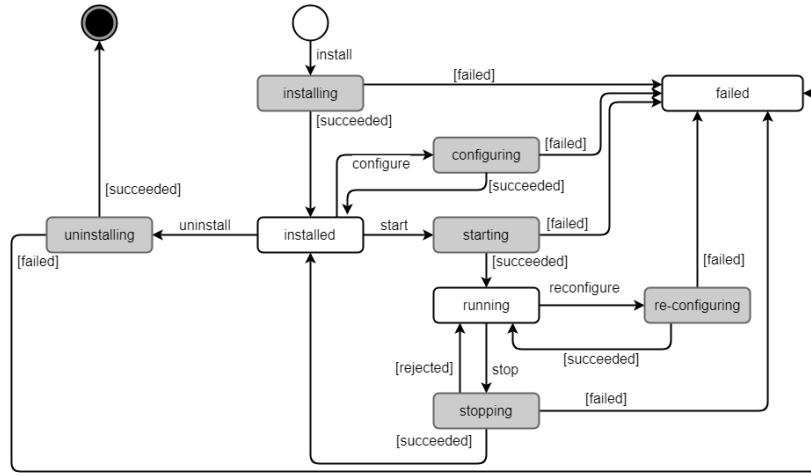 install
[failed]
installing
failed
[succeeded]
configuring
[failed]
configure
[succeeded]
[succeeded]
uninstalling
uninstall
installed
start
starting
[failed]
[failed]
[succeeded]
[failed]
reconfigure
running
re-configuring
[succeeded]
[rejected]
stop
stopping
[failed]
[succeeded]